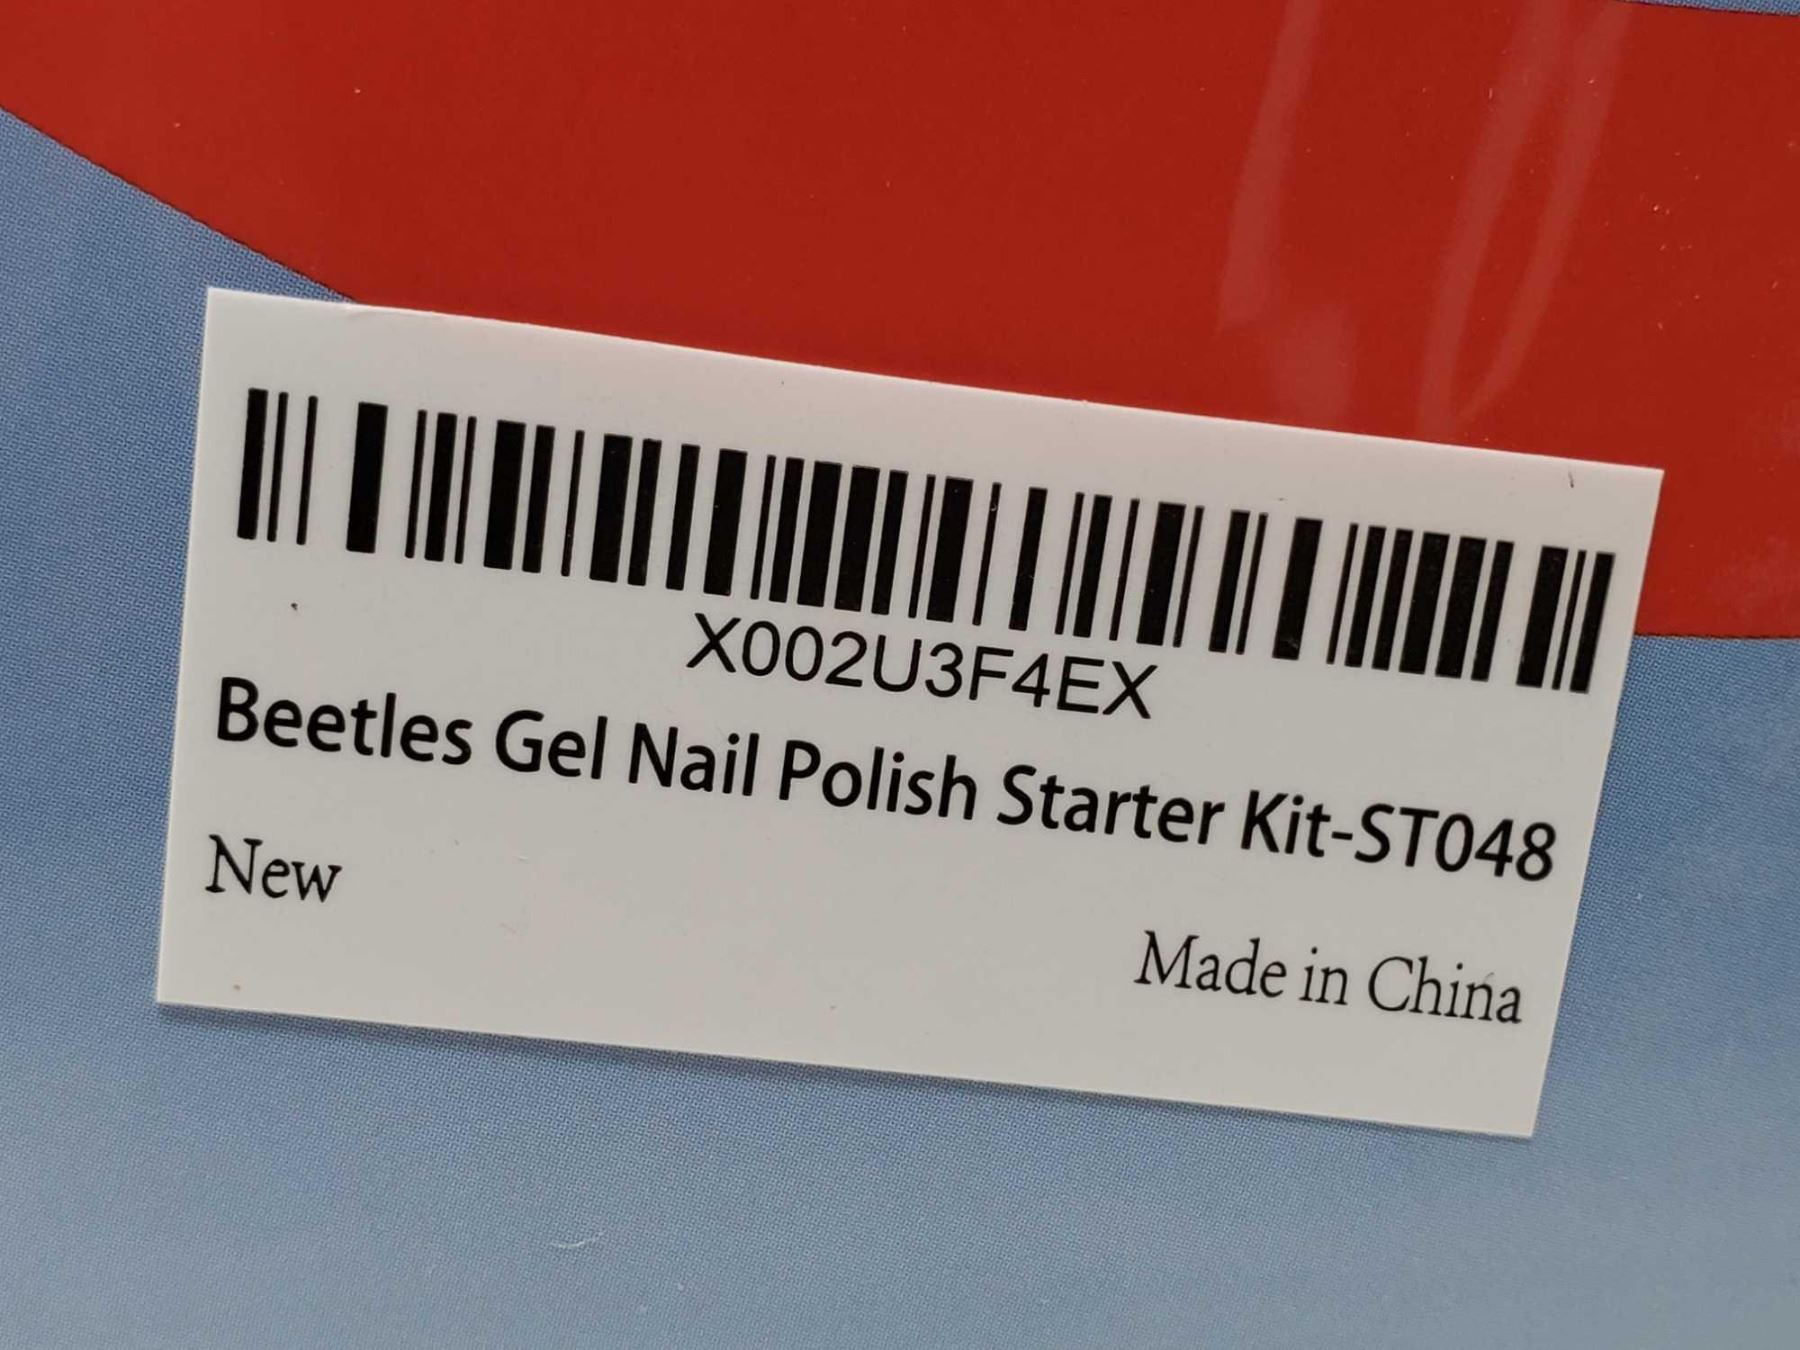 X002U3F4EX
Beetles Gel Nail Polish Starter Kit-ST048
New
Made in China